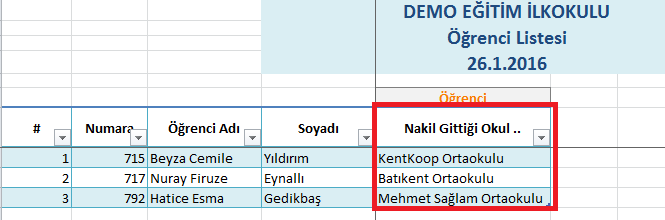 DEMO EĞİTİM İLKOKULU
Öğrenci Listesi
26.1.2016
Öğrenci
# Numara Öğrenci Adı Soyadı Nakil Gittiği Okul ..
1 715 Beyza Cemile Yıldırım KentKoop Ortaokulu
2 717 Nuray Firuze Eynallı Batıkent Ortaokulu
3 792 Hatice Esma Gedikbaş Mehmet Sağlam Ortaokulu